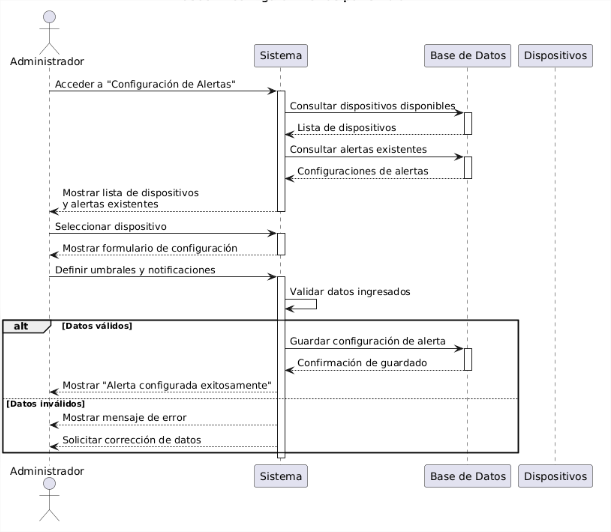 Administrador
Sistema
Base de Datos
Dispositivos
Acceder a "Configuración de Alertas"
Consultar dispositivos disponibles
Lista de dispositivos
Consultar alertas existentes
Configuraciones de alertas
Mostrar lista de dispositivos
y alertas existentes
Seleccionar dispositivo
Mostrar formulario de configuración
Definir umbrales y notificaciones
Validar datos ingresados
alt
[Datos válidos]
Guardar configuración de alerta
Confirmación de guardado
Mostrar "Alerta configurada exitosamente"
[Datos inválidos]
Mostrar mensaje de error
Solicitar corrección de datos
Administrador
Sistema
Base de Datos
Dispositivos